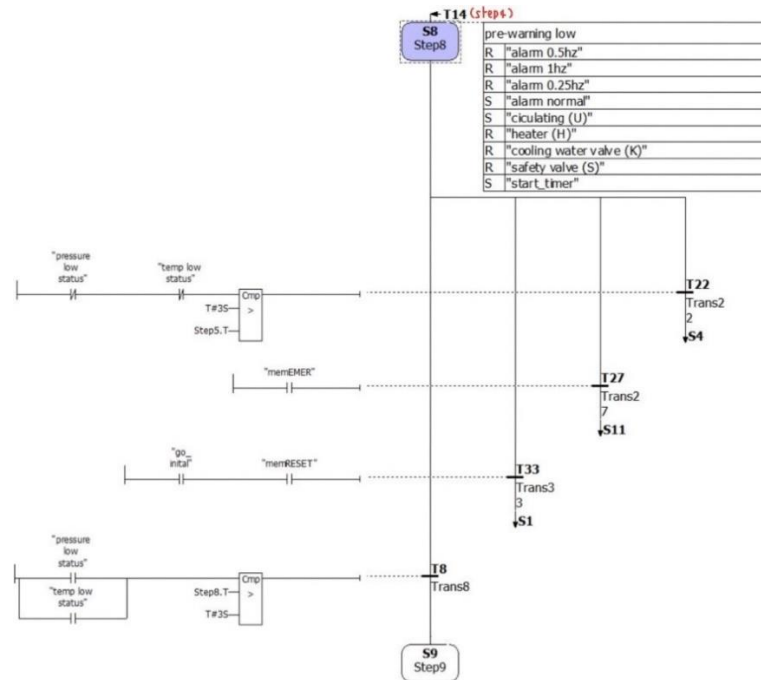 T14 (step4)
S8
Step8
pre-warning low
R "alarm 0.5hz"
R "alarm 1hz"
R "alarm 0.25hz"
S "alarm normal"
S "ciculating (U)"
R "heater (H)"
R "cooling water valve (K)"
R "safety valve (S)"
S "start_timer"
"pressure
low
status"
"temp low
status"
Cmp
>
T#3S
Step5.T
T22
Trans2
2
S4
"memEMER"
T27
Trans2
7
S11
"go_
inital"
"memRESET"
T33
Trans3
3
S1
"pressure
low
status"
"temp low
status"
Cmp
>
Step8.T
T#3S
T8
Trans8
S9
Step9